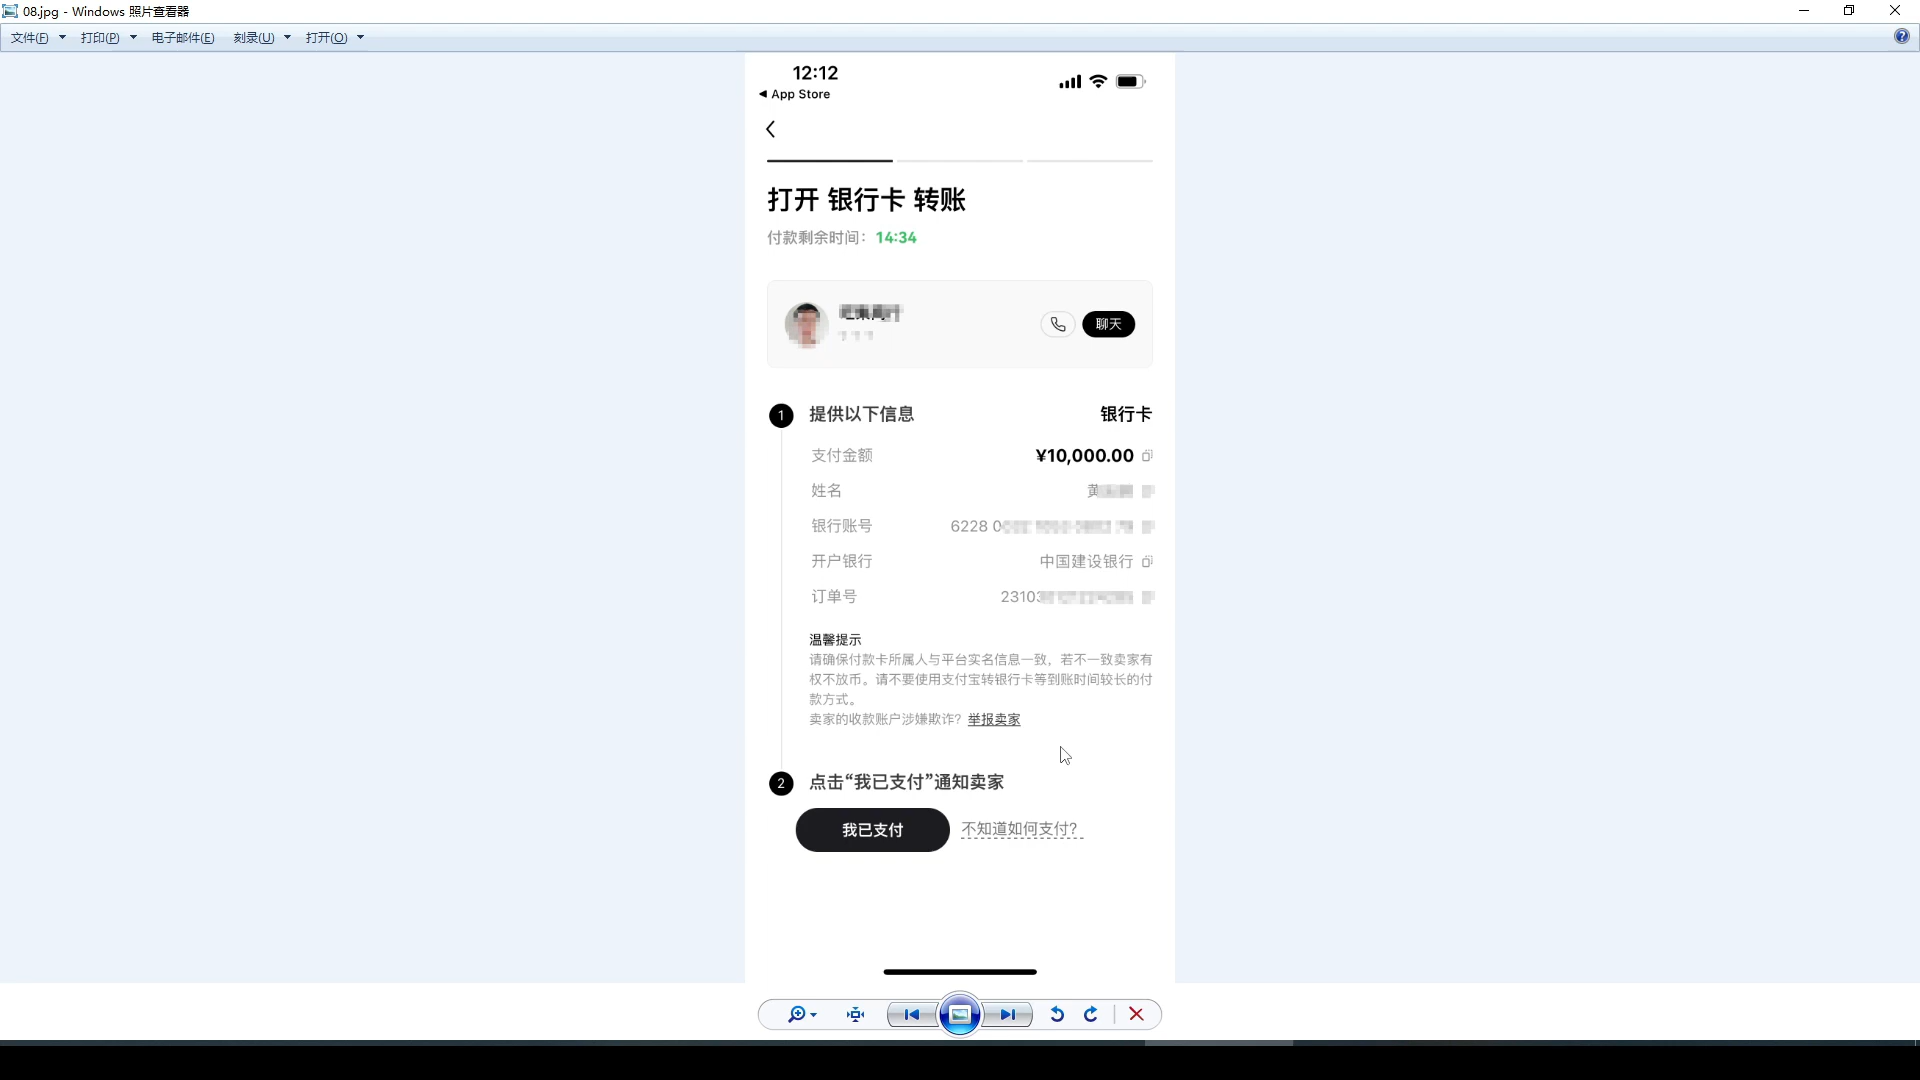 08.jpg - Windows 照片查看器
文件(F) 打印(P) 电子邮件(E) 刻录(U) 打开(O)
12:12
App Store
打开 银行卡 转账
付款剩余时间: 14:34
聊天
1 提供以下信息 银行卡
支付金额 ¥10,000.00
姓名 黄
银行账号 6228 0
开户银行 中国建设银行
订单号 2310
温馨提示
请确保付款卡所属人与平台实名信息一致，若不一致卖家有
权不放币。请不要使用支付宝转银行卡等到账时间较长的付
款方式。
卖家的收款账户涉嫌欺诈？举报卖家
2 点击“我已支付”通知卖家
我已支付 不知道如何支付？